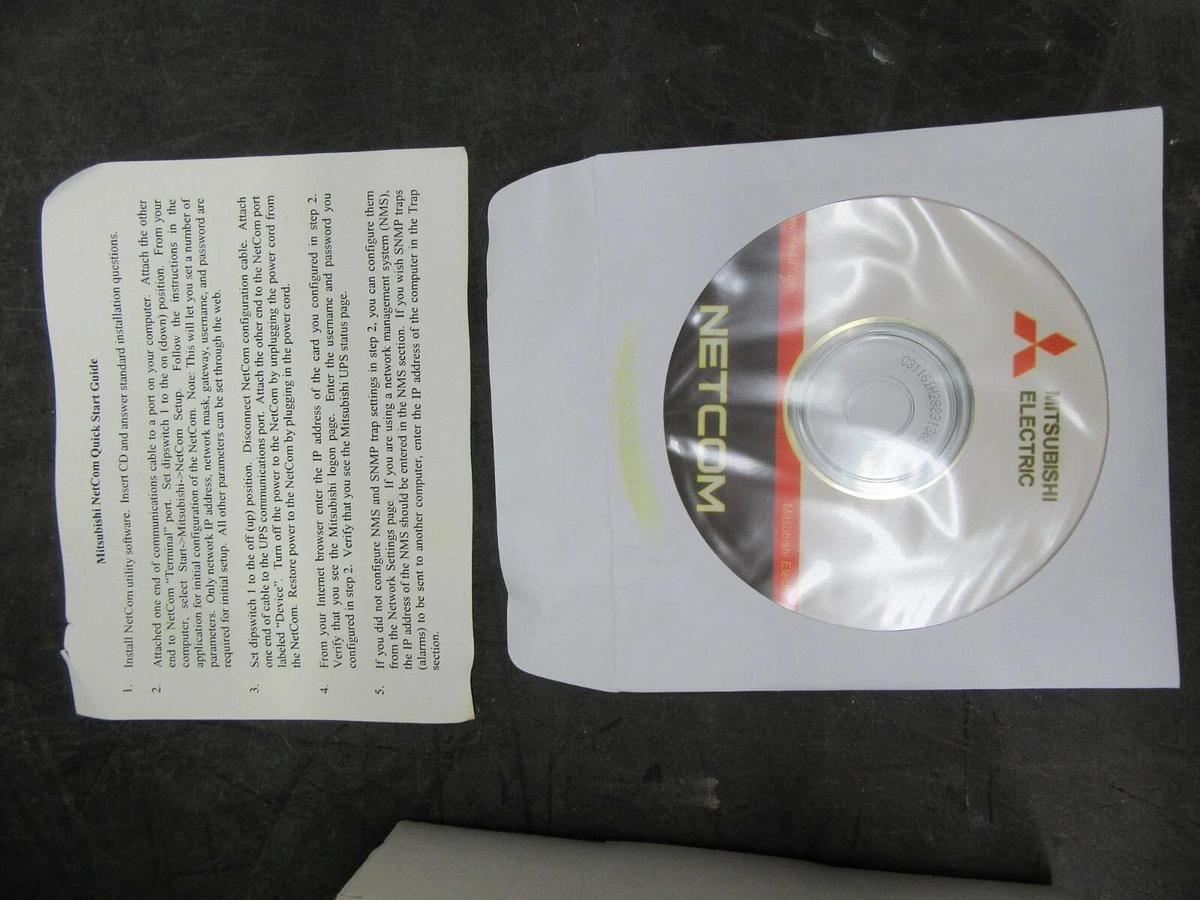 Mitsubishi NetCom Quick Start Guide
1. Install NetCom utility software. Insert CD and answer standard installation questions.
2. Attached one end of communications cable to a port on your computer. Attach the other
end to NetCom "Terminal" port. Set dipswitch 1 to the on (down) position. From your
computer, select Start->Mitsubishi->NetCom Setup. Follow the instructions in the
application for initial configuration of the NetCom. Note: This will let you set a number of
parameters. Only network IP address, network mask, gateway, username, and password are
required for initial setup. All other parameters can be set through the web.
3. Set dipswitch 1 to the off (up) position. Disconnect NetCom configuration cable. Attach
one end of cable to the UPS communications port. Attach the other end to the NetCom port
labeled "Device". Turn off the power to the NetCom by unplugging the power cord from
the NetCom. Restore power to the NetCom by plugging in the power cord.
4. From your Internet browser enter the IP address of the card you configured in step 2.
Verify that you see the Mitsubishi logon page. Enter the username and password you
configured in step 2. Verify that you see the Mitsubishi UPS status page.
5. If you did not configure NMS and SNMP trap settings in step 2, you can configure them
from the Network Settings page. If you are using a network management system (NMS),
the IP address of the NMS should be entered in the NMS section. If you wish SNMP traps
(alarms) to be sent to another computer, enter the IP address of the computer in the Trap
section.
NETCOM
Mitsubishi
MITSUBISHI
ELECTRIC